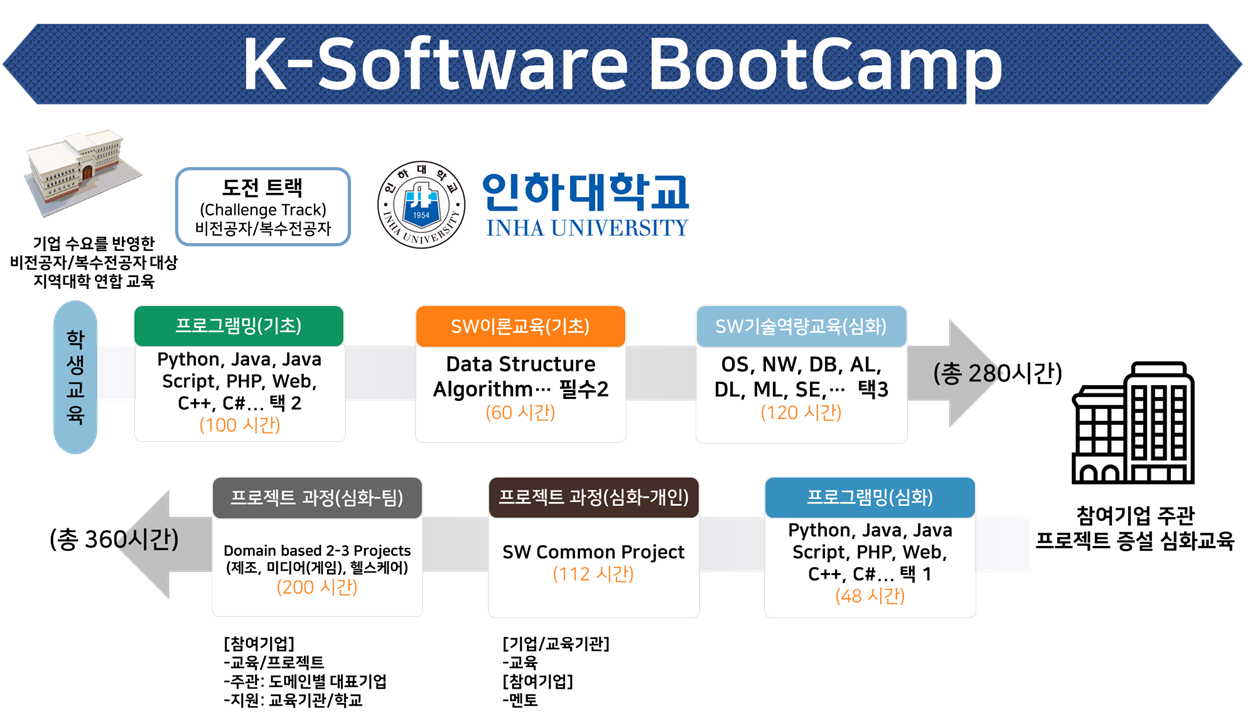 K-Software BootCamp
도전 트랙
(Challenge Track)
비전공자/복수전공자
인하대학교
1954
INHA UNIVERSITY
인하대학교
INHA UNIVERSITY
기업 수요를 반영한
비전공자/복수전공자 대상
지역대학 연합 교육
학생교육
프로그램밍(기초)
Python, Java, Java
Script, PHP, Web,
C++, C#... 택 2
(100 시간)
SW이론교육(기초)
Data Structure
Algorithm... 필수2
(60 시간)
SW기술역량교육(심화)
OS, NW, DB, AL,
DL, ML, SE,... 택3
(120 시간)
(총 280시간)
참여기업 주관
프로젝트 증설 심화교육
프로그램밍(심화)
Python, Java, Java
Script, PHP, Web,
C++, C#... 택 1
(48 시간)
프로젝트 과정(심화-개인)
SW Common Project
(112 시간)
[기업/교육기관]
-교육
[참여기업]
-멘토
프로젝트 과정(심화-팀)
Domain based 2-3 Projects
(제조, 미디어(게임), 헬스케어)
(200 시간)
[참여기업]
-교육/프로젝트
-주관: 도메인별 대표기업
-지원: 교육기관/학교
(총 360시간)